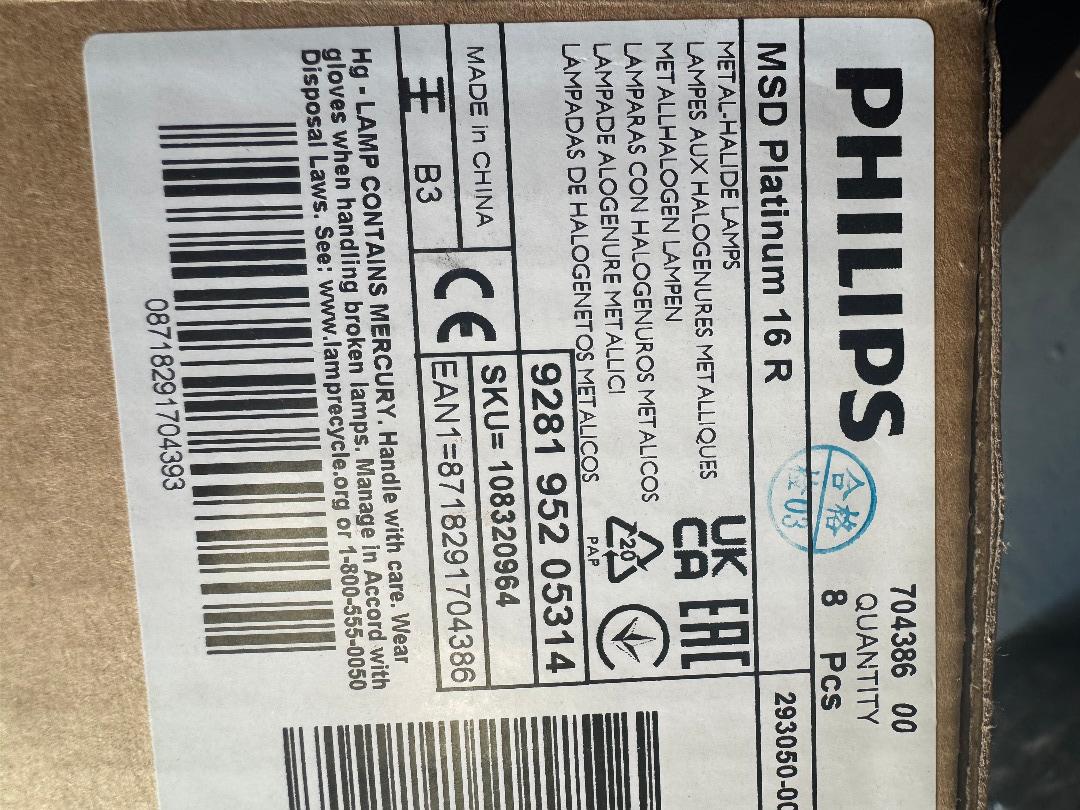 PHILIPS
704386 00
QUANTITY
8 Pcs
合格
检03
MSD Platinum 16 R
293050-00
METAL-HALIDE LAMPS
LAMPES AUX HALOGENURES METALLIQUES
METALLHALOGEN LAMPEN
LAMPARAS CON HALOGENUROS METALICOS
LAMPADE ALOGENURE METALLICI
LAMPADAS DE HALOGENETOS METALICOS
UK
CA
EAC
20
PAP
9281 952 05314
MADE in CHINA
CE
SKU= 108320964
B3
EAN1=8718291704386
Hg - LAMP CONTAINS MERCURY. Handle with care. Wear
gloves when handling broken lamps. Manage in Accord with
Disposal Laws. See: www.lamprecycle.org or 1-800-555-0050
08718291704393